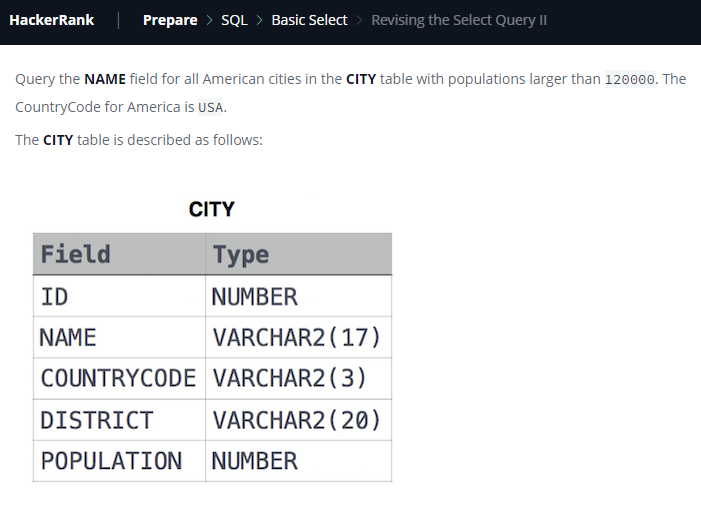 HackerRank | Prepare > SQL > Basic Select > Revising the Select Query II
Query the NAME field for all American cities in the CITY table with populations larger than 120000. The
CountryCode for America is USA.
The CITY table is described as follows:
CITY
Field Type
ID NUMBER
NAME VARCHAR2(17)
COUNTRYCODE VARCHAR2(3)
DISTRICT VARCHAR2(20)
POPULATION NUMBER